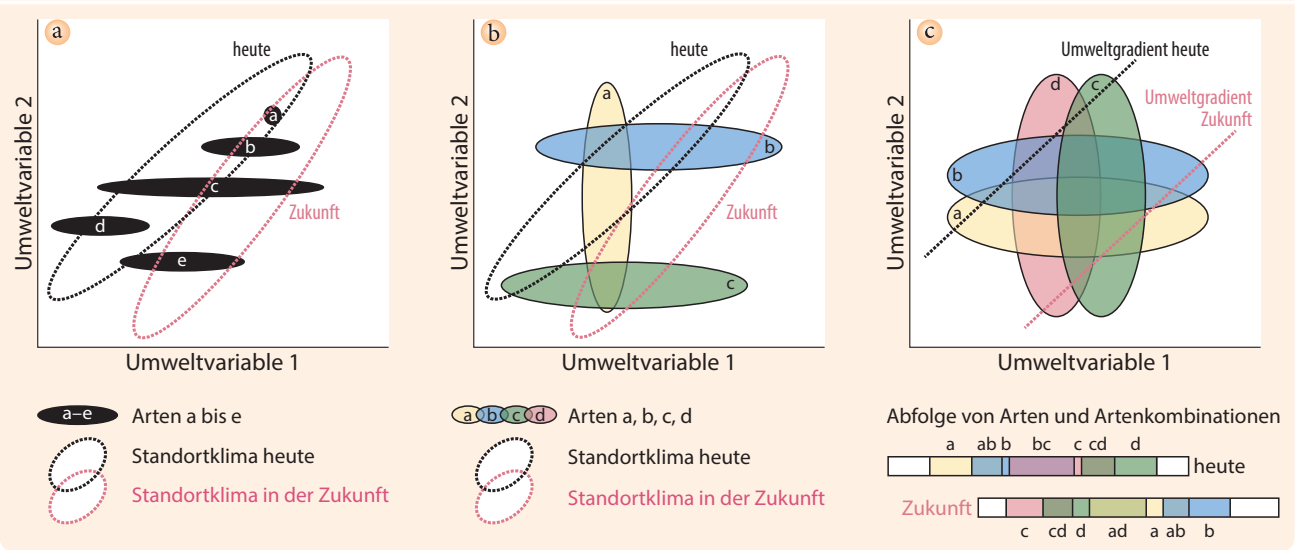 a
heute
a
b
c
d
e
Zukunft
Umweltvariable 2
Umweltvariable 1
a–e Arten a bis e
Standortklima heute
Standortklima in der Zukunft
b
heute
a
b
c
Zukunft
Umweltvariable 2
Umweltvariable 1
a b c d Arten a, b, c, d
Standortklima heute
Standortklima in der Zukunft
c
Umweltgradient heute
d c
Umweltgradient
Zukunft
b
a
Umweltvariable 2
Umweltvariable 1
Abfolge von Arten und Artenkombinationen
a ab b bc c cd d
heute
Zukunft
c cd d ad a ab b